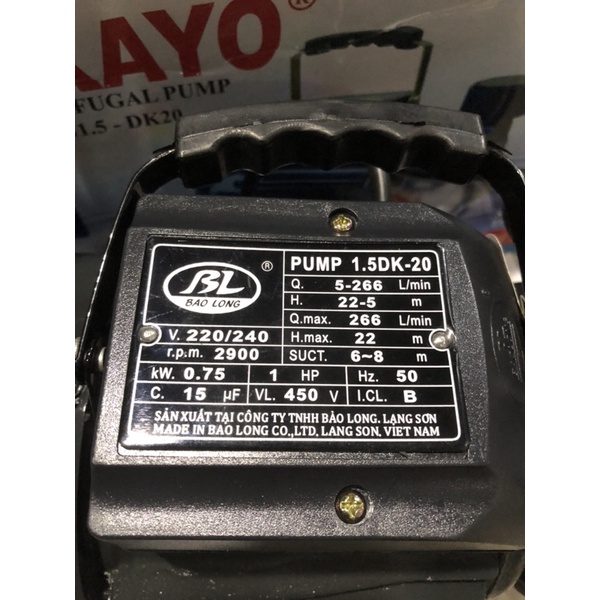 AYO®
FUGAL PUMP
1.5 - DK20
BL ®
BAO LONG
PUMP 1.5DK-20
Q. 5-266 L/min
H. 22-5 m
Q.max. 266 L/min
V. 220/240 H.max. 22 m
r.p.m. 2900 SUCT. 6~8 m
kW. 0.75 1 HP Hz. 50
C. 15 µF VL. 450 V I.CL. B
SẢN XUẤT TẠI CÔNG TY TNHH BẢO LONG. LẠNG SƠN
MADE IN BAO LONG CO.,LTD, LANG SON, VIET NAM